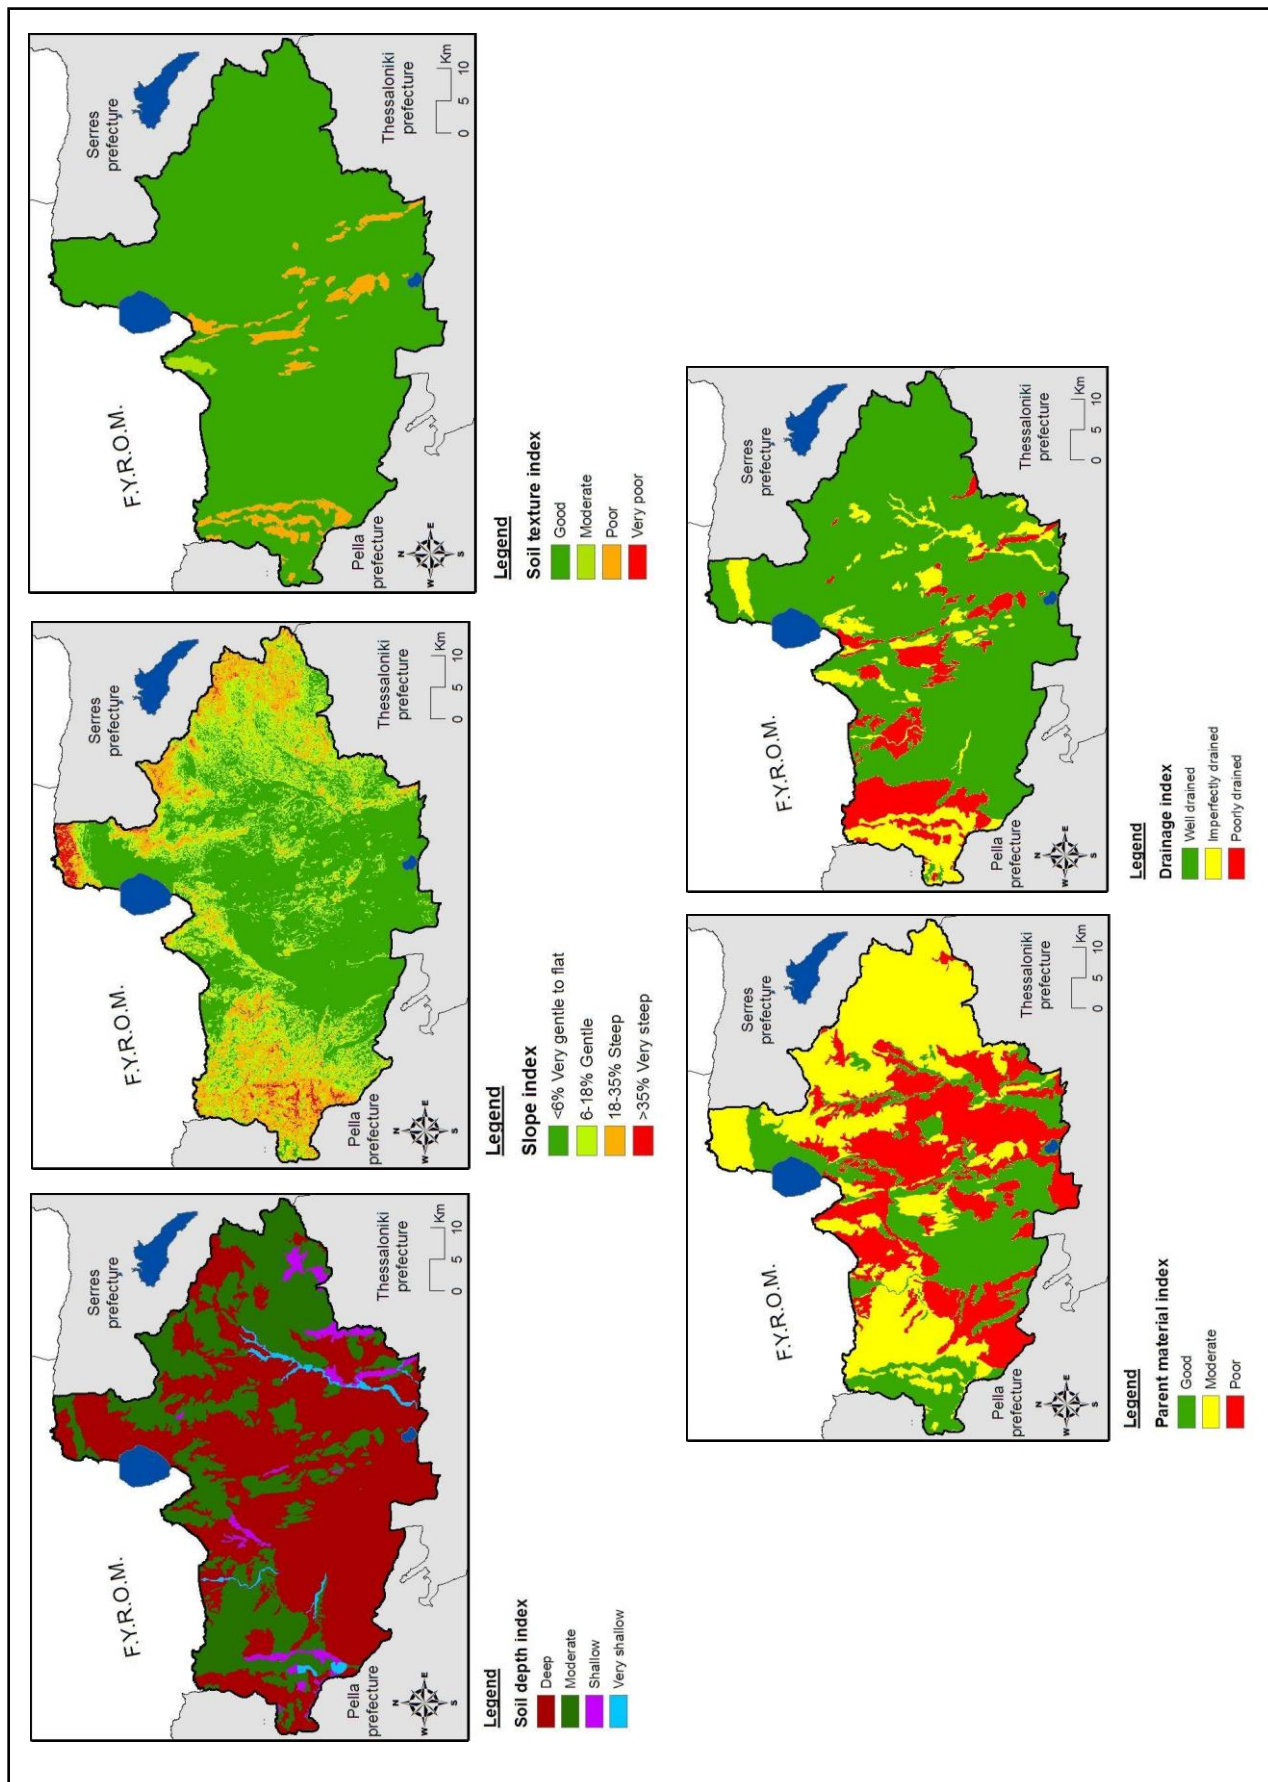 F.Y.R.O.M.
Serres
prefecture
Pella
prefecture
Thessaloniki
prefecture
N
W
E
S
0 5 10
Km
Legend
Soil depth index
Deep
Moderate
Shallow
Very shallow
F.Y.R.O.M.
Serres
prefecture
Pella
prefecture
Thessaloniki
prefecture
N
W
E
S
0 5 10
Km
Legend
Slope index
<6% Very gentle to flat
6-18% Gentle
18-35% Steep
>35% Very steep
F.Y.R.O.M.
Serres
prefecture
Pella
prefecture
Thessaloniki
prefecture
N
W
E
S
0 5 10
Km
Legend
Soil texture index
Good
Moderate
Poor
Very poor
F.Y.R.O.M.
Serres
prefecture
Pella
prefecture
Thessaloniki
prefecture
N
W
E
S
0 5 10
Km
Legend
Parent material index
Good
Moderate
Poor
F.Y.R.O.M.
Serres
prefecture
Pella
prefecture
Thessaloniki
prefecture
N
W
E
S
0 5 10
Km
Legend
Drainage index
Well drained
Imperfectly drained
Poorly drained